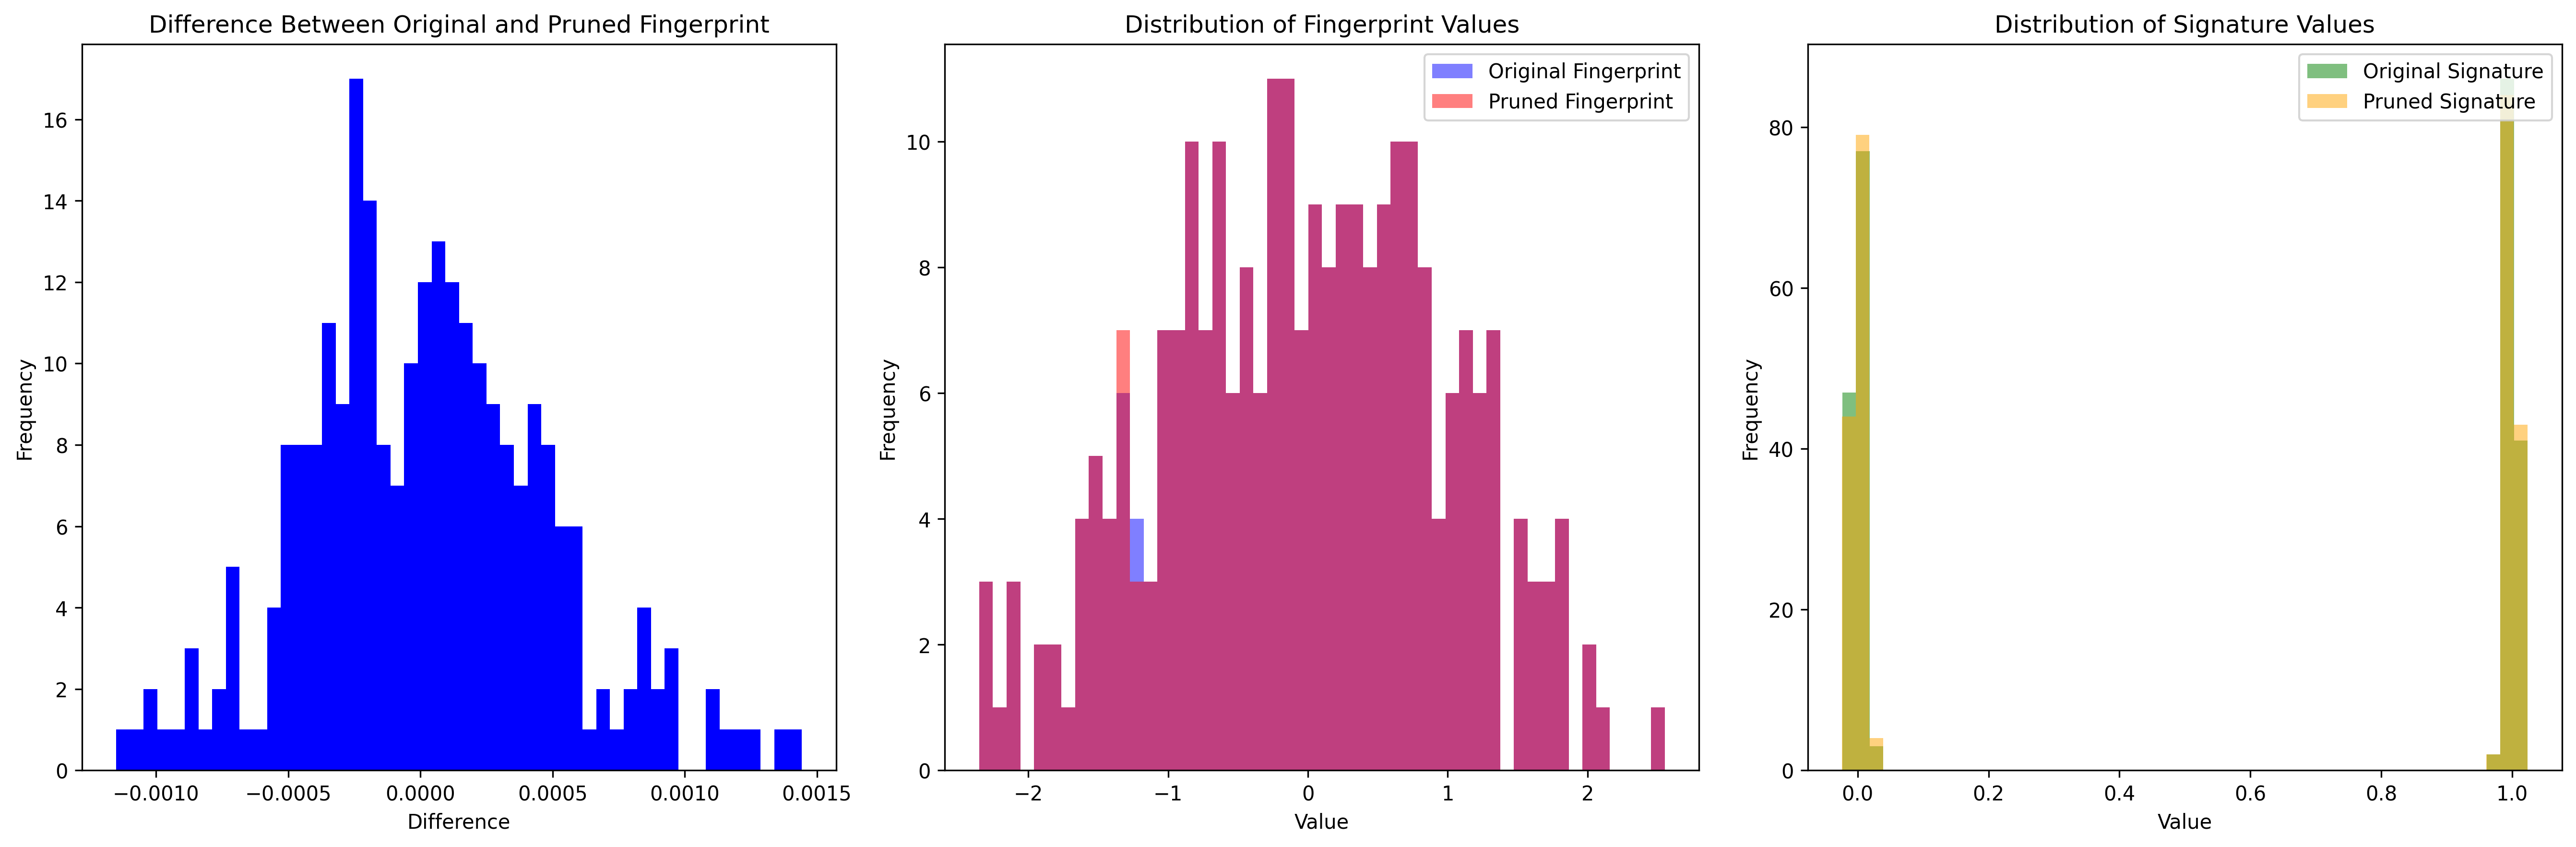 Difference Between Original and Pruned Fingerprint
Frequency
16
14
12
10
8
6
4
2
0
−0.0010 −0.0005 0.0000 0.0005 0.0010 0.0015
Difference
Distribution of Fingerprint Values
Original Fingerprint
Pruned Fingerprint
Frequency
10
8
6
4
2
0
−2 −1 0 1 2
Value
Distribution of Signature Values
Original Signature
Pruned Signature
Frequency
80
60
40
20
0
0.0 0.2 0.4 0.6 0.8 1.0
Value